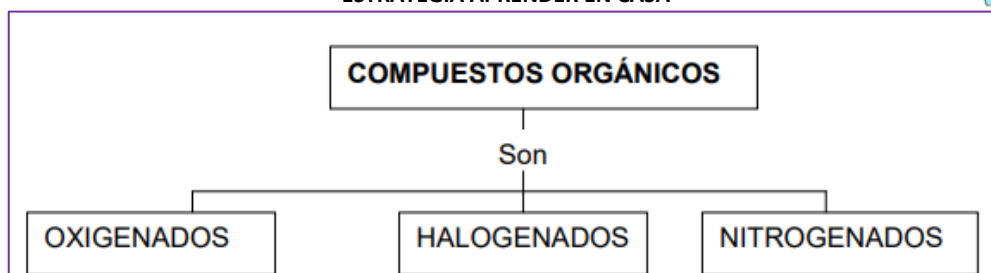 ESTRATEGIA APRENDER EN CASA
COMPUESTOS ORGÁNICOS
Son
OXIGENADOS
HALOGENADOS
NITROGENADOS